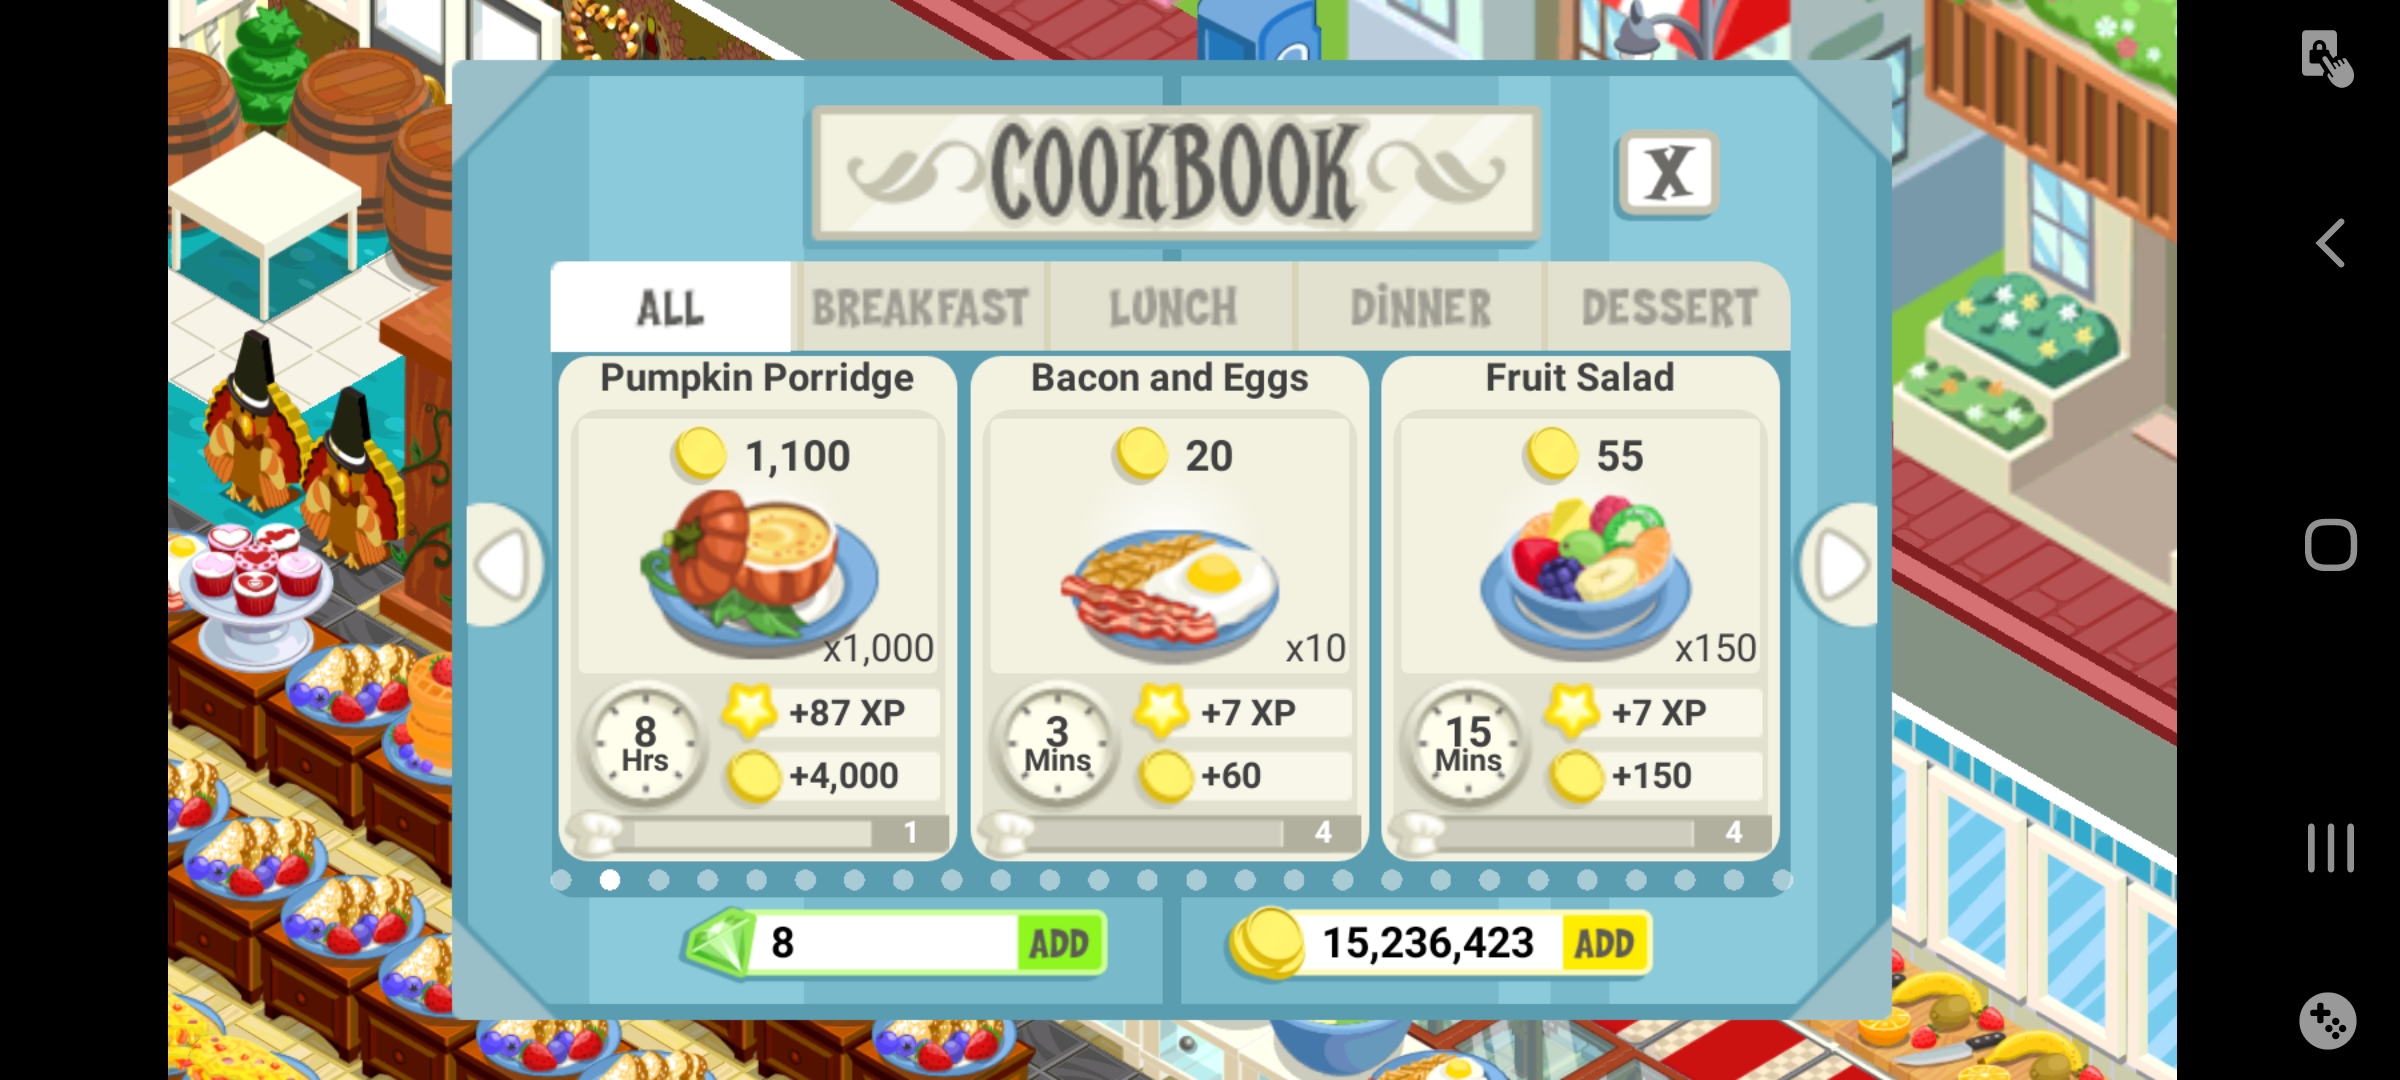 COOKBOOK
X
ALL BREAKFAST LUNCH DINNER DESSERT
Pumpkin Porridge
1,100
x1,000
8
Hrs
+87 XP
+4,000
1
Bacon and Eggs
20
x10
3
Mins
+7 XP
+60
4
Fruit Salad
55
x150
15
Mins
+7 XP
+150
4
8 ADD
15,236,423 ADD